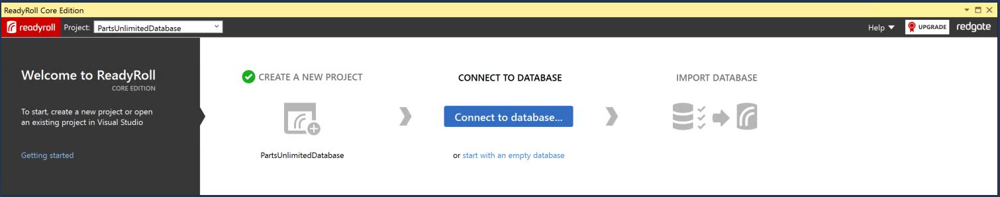 ReadyRoll Core Edition
readyroll Project: PartsUnlimitedDatabase Help UPGRADE redgate
Welcome to ReadyRoll
CORE EDITION
To start, create a new project or open
an existing project in Visual Studio
Getting started
CREATE A NEW PROJECT
PartsUnlimitedDatabase
CONNECT TO DATABASE
Connect to database...
or start with an empty database
IMPORT DATABASE